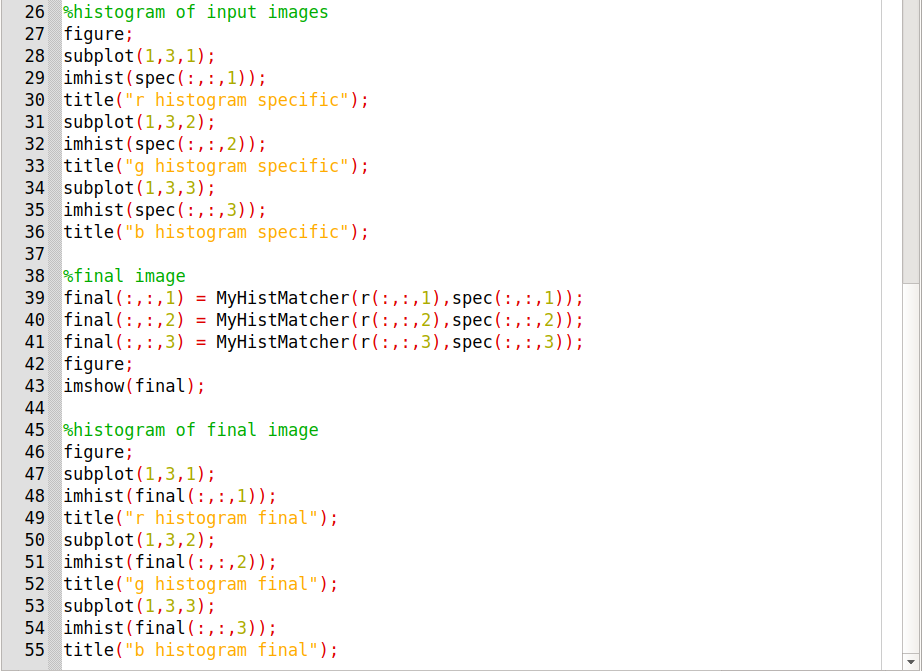 26 %histogram of input images
27 figure;
28 subplot(1,3,1);
29 imhist(spec(:,:,1));
30 title("r histogram specific");
31 subplot(1,3,2);
32 imhist(spec(:,:,2));
33 title("g histogram specific");
34 subplot(1,3,3);
35 imhist(spec(:,:,3));
36 title("b histogram specific");
37
38 %final image
39 final(:,:,1) = MyHistMatcher(r(:,:,1),spec(:,:,1));
40 final(:,:,2) = MyHistMatcher(r(:,:,2),spec(:,:,2));
41 final(:,:,3) = MyHistMatcher(r(:,:,3),spec(:,:,3));
42 figure;
43 imshow(final);
44
45 %histogram of final image
46 figure;
47 subplot(1,3,1);
48 imhist(final(:,:,1));
49 title("r histogram final");
50 subplot(1,3,2);
51 imhist(final(:,:,2));
52 title("g histogram final");
53 subplot(1,3,3);
54 imhist(final(:,:,3));
55 title("b histogram final");